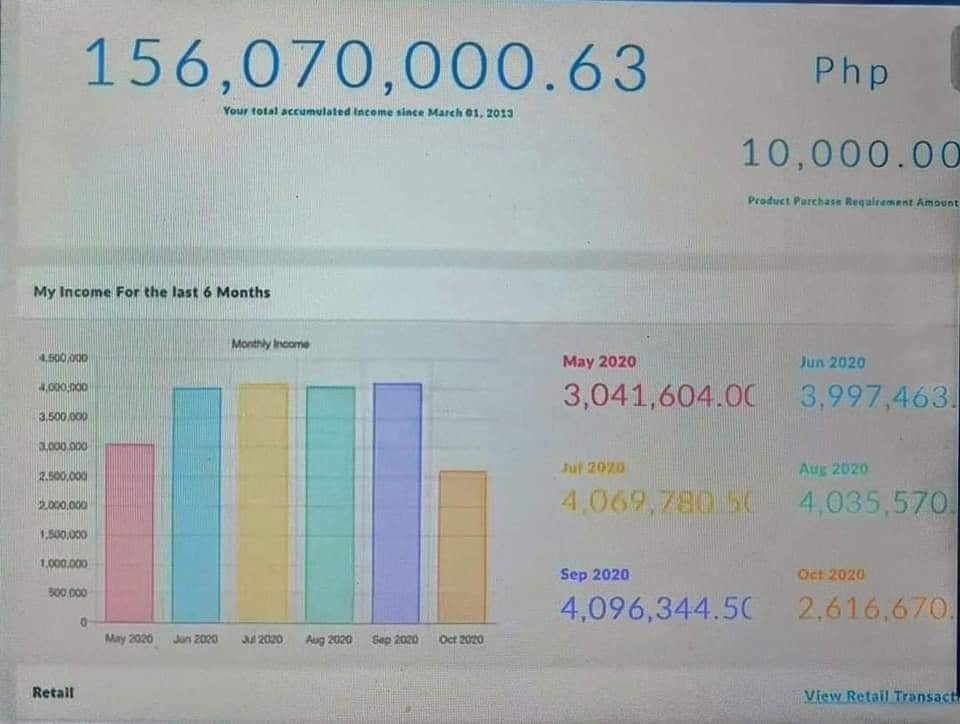 156,070,000.63
Php
Your total accumulated Income since March 01, 2013
10,000.00
Product Purchase Requirement Amount
My Income For the last 6 Months
Monthly Income
4,500,000
4,000,000
3,500,000
3,000,000
2,500,000
2,000,000
1,500,000
1,000,000
500,000
0
May 2020 Jun 2020 Jul 2020 Aug 2020 Sep 2020 Oct 2020
May 2020 Jun 2020
3,041,604.00 3,997,463.
Jul 2020 Aug 2020
4,069,780.50 4,035,570.
Sep 2020 Oct 2020
4,096,344.50 2,616,670.
Retail
View Retail Transact